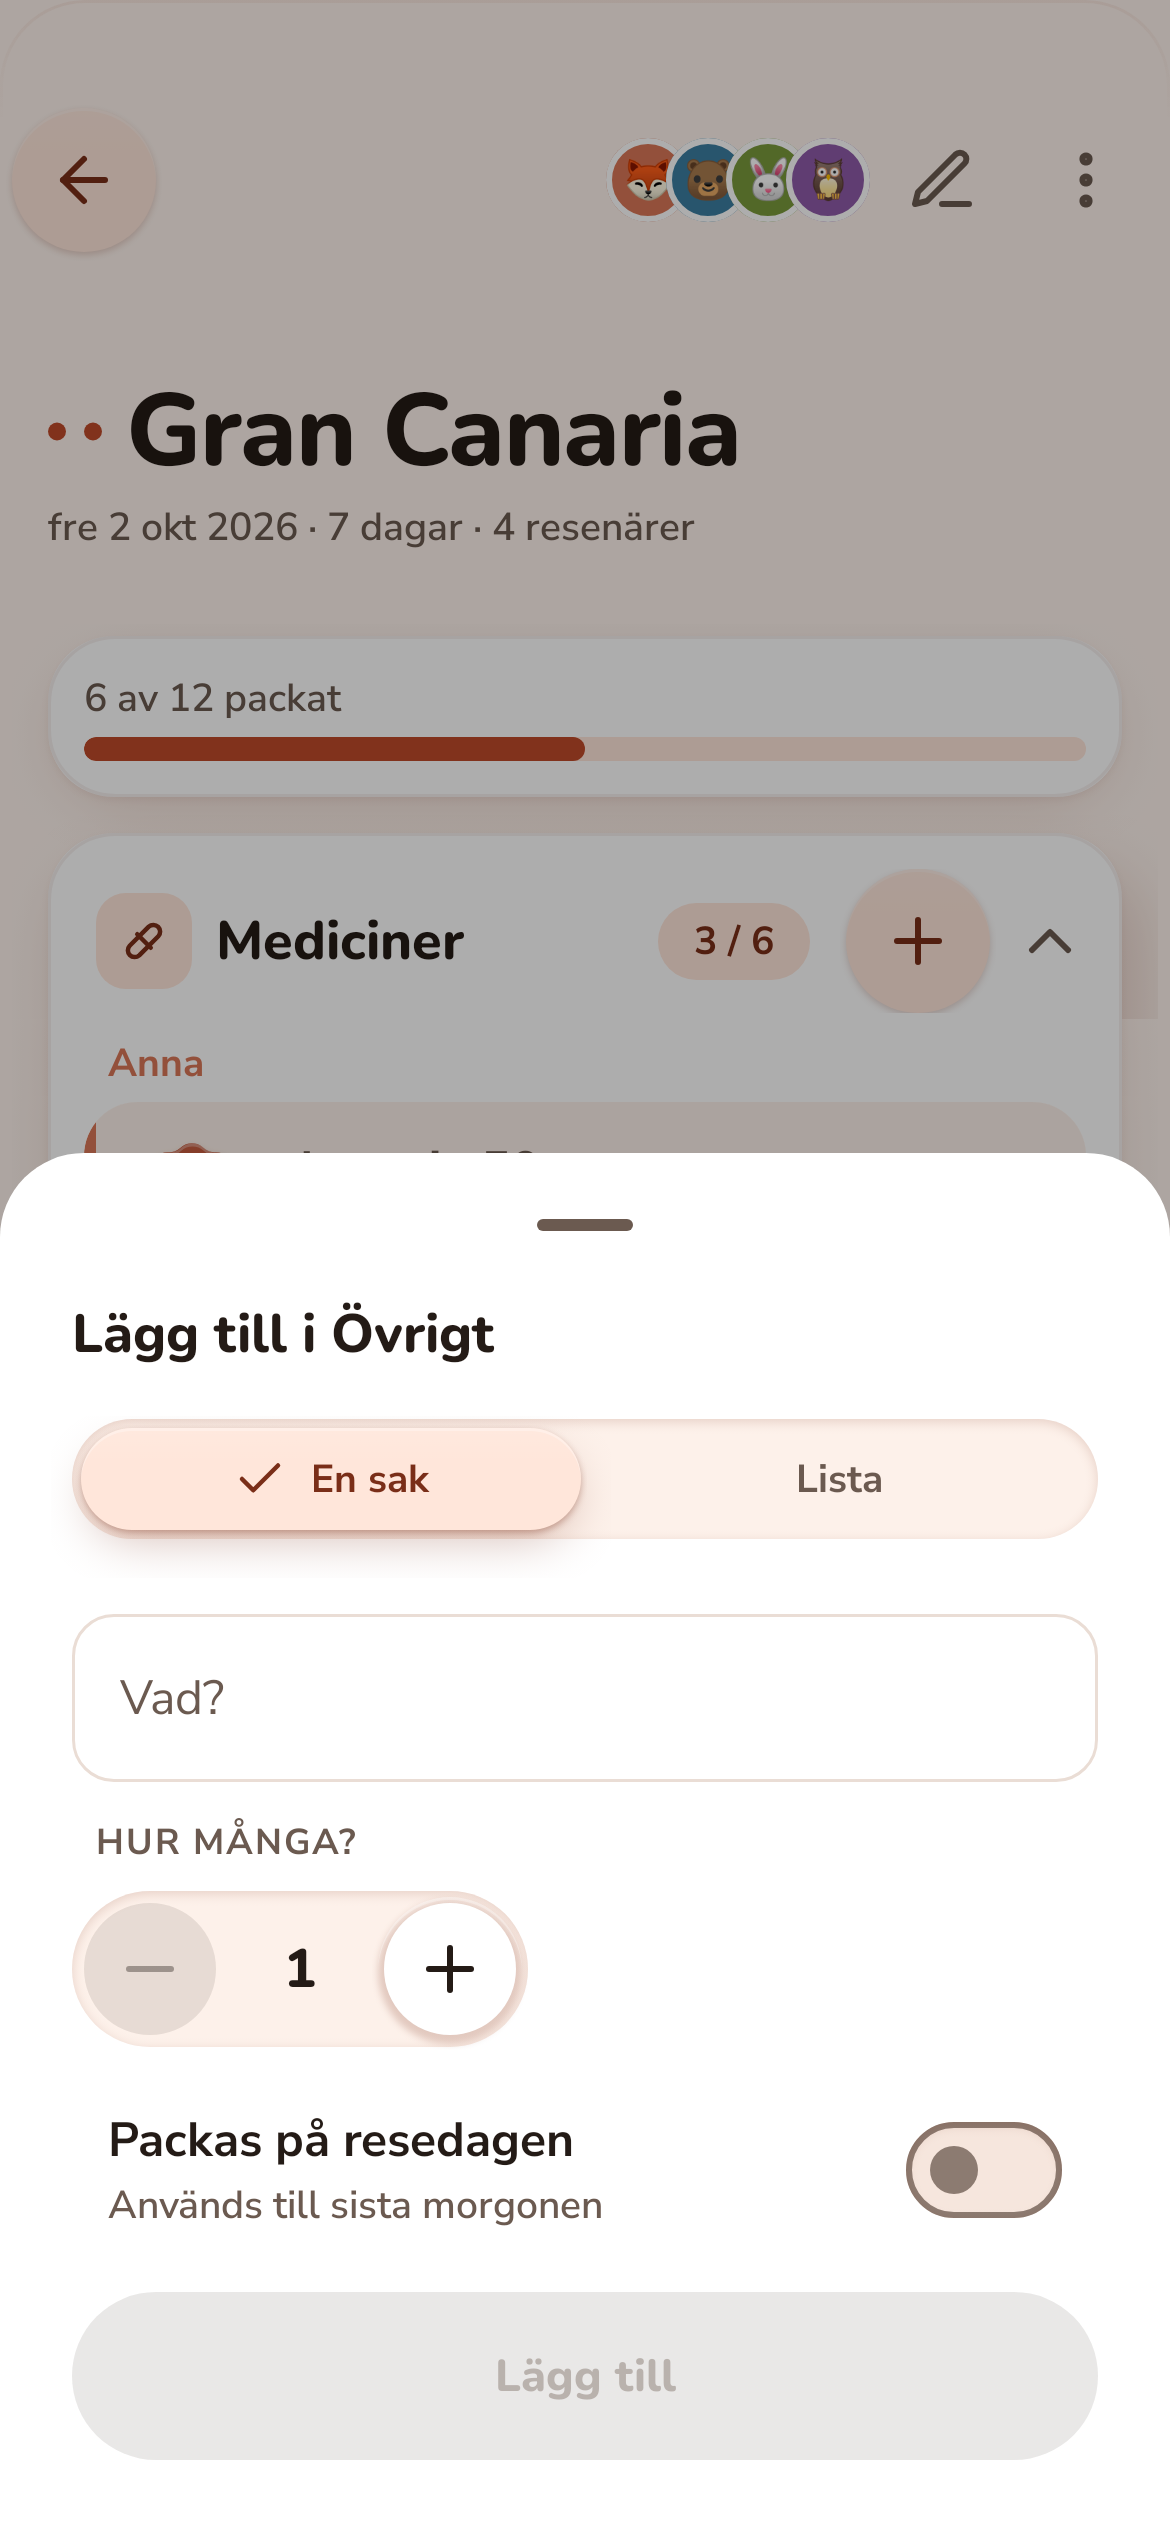 Gran Canaria
fre 2 okt 2026 · 7 dagar · 4 resenärer
6 av 12 packat
Mediciner
3 / 6
Anna
Lägg till i Övrigt
En sak
Lista
Vad?
HUR MÅNGA?
1
Packas på resedagen
Används till sista morgonen
Lägg till